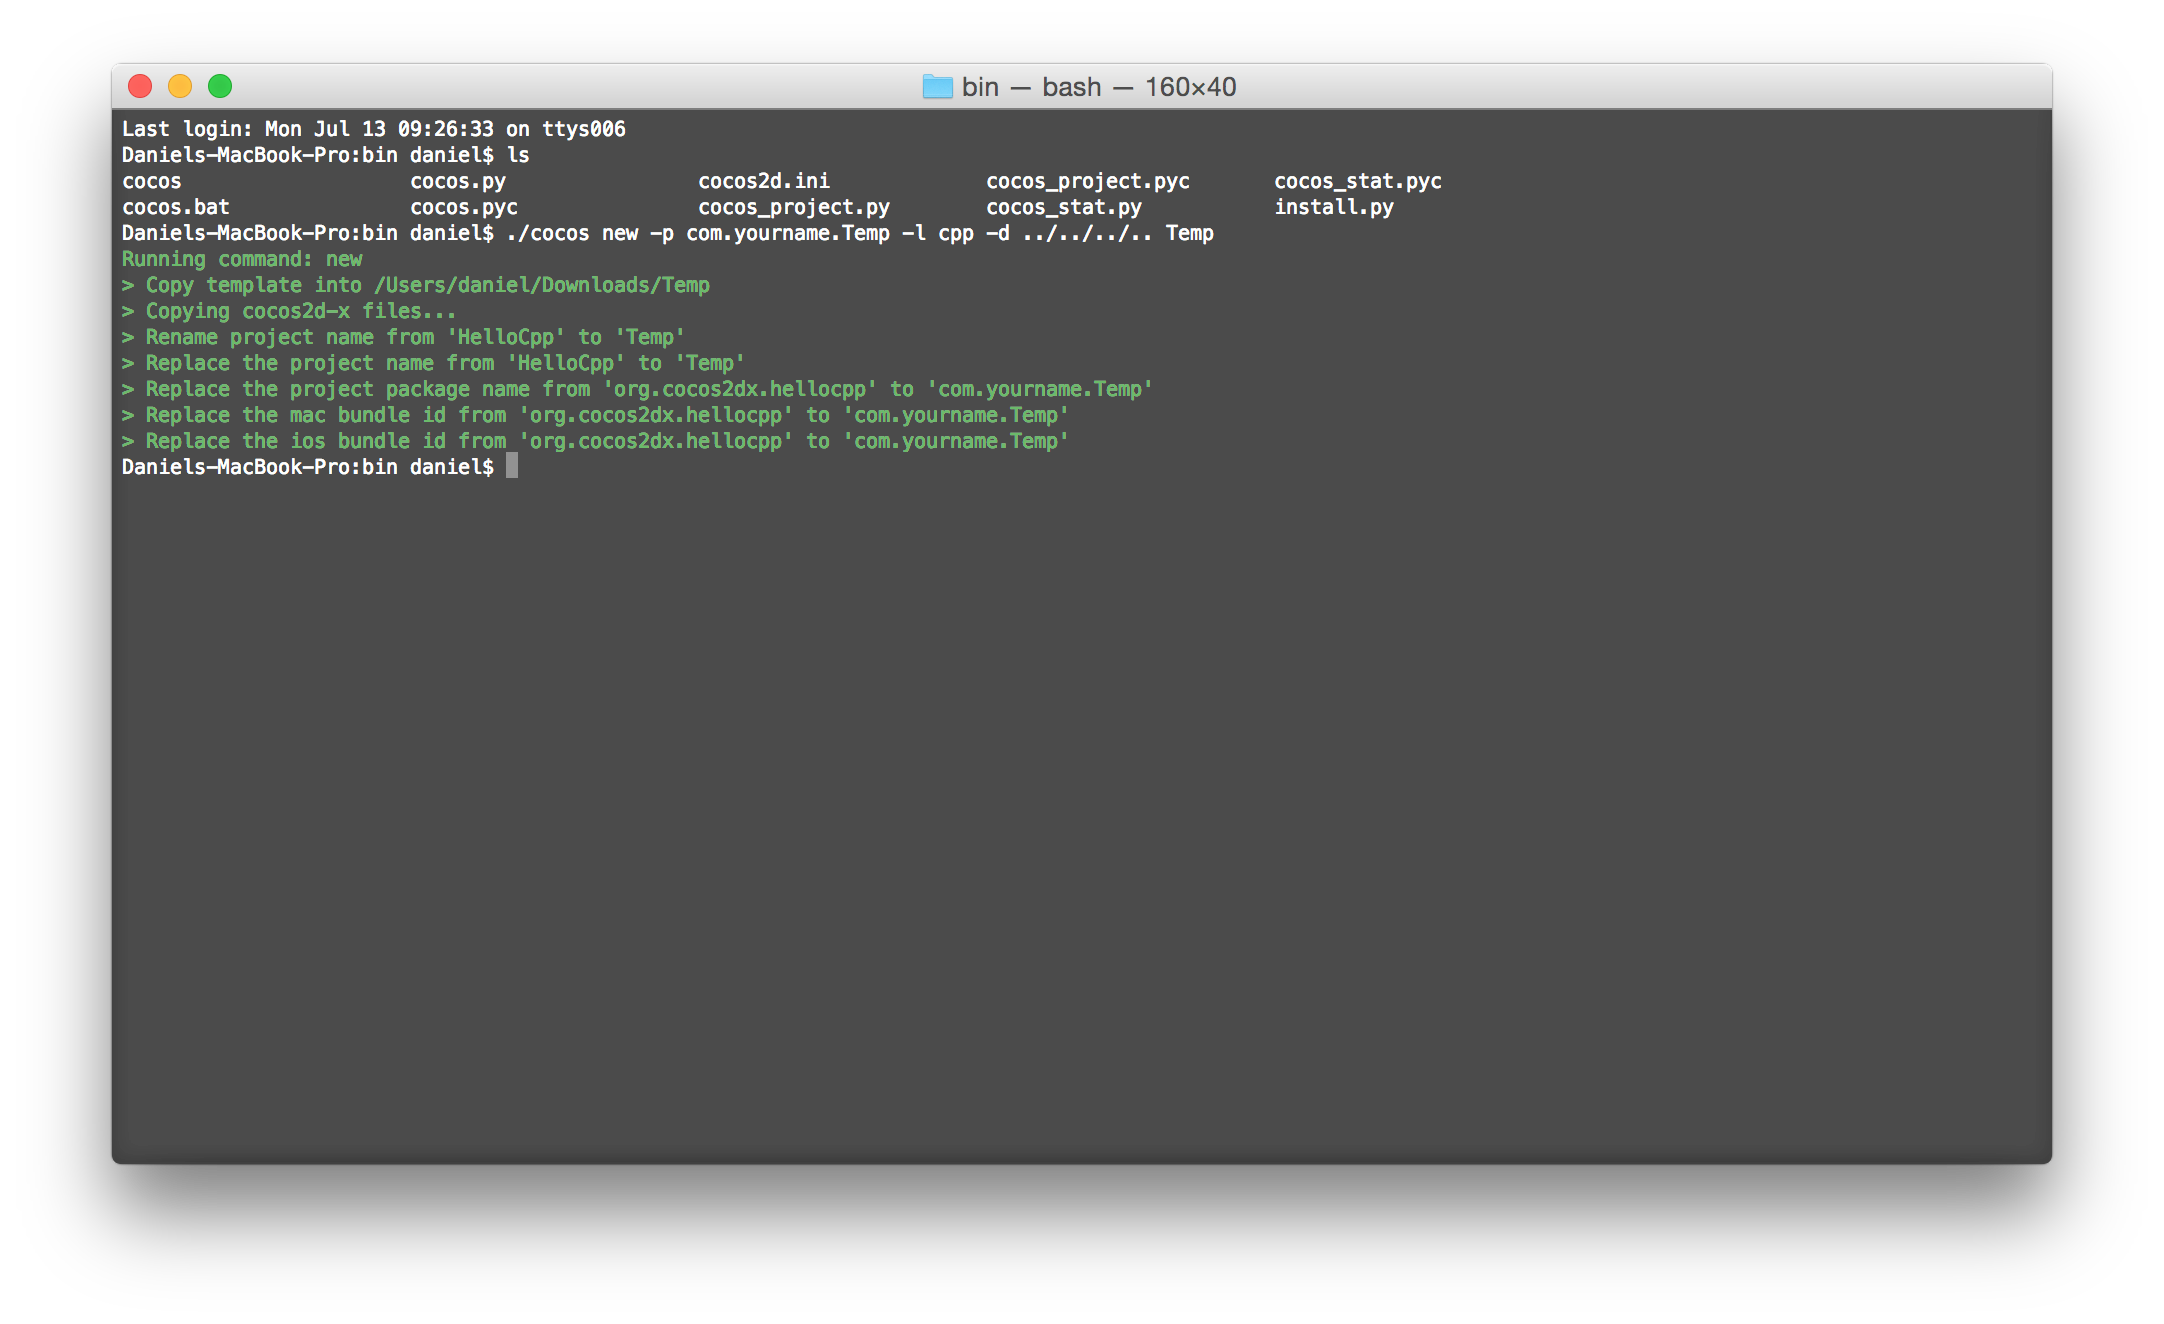 bin — bash — 160×40
Last login: Mon Jul 13 09:26:33 on ttys006
Daniels-MacBook-Pro:bin daniel$ ls
cocos cocos.py cocos2d.ini cocos_project.pyc cocos_stat.pyc
cocos.bat cocos.pyc cocos_project.py cocos_stat.py install.py
Daniels-MacBook-Pro:bin daniel$ ./cocos new -p com.yourname.Temp -l cpp -d ../../../.. Temp
Running command: new
> Copy template into /Users/daniel/Downloads/Temp
> Copying cocos2d-x files...
> Rename project name from 'HelloCpp' to 'Temp'
> Replace the project name from 'HelloCpp' to 'Temp'
> Replace the project package name from 'org.cocos2dx.hellocpp' to 'com.yourname.Temp'
> Replace the mac bundle id from 'org.cocos2dx.hellocpp' to 'com.yourname.Temp'
> Replace the ios bundle id from 'org.cocos2dx.hellocpp' to 'com.yourname.Temp'
Daniels-MacBook-Pro:bin daniel$